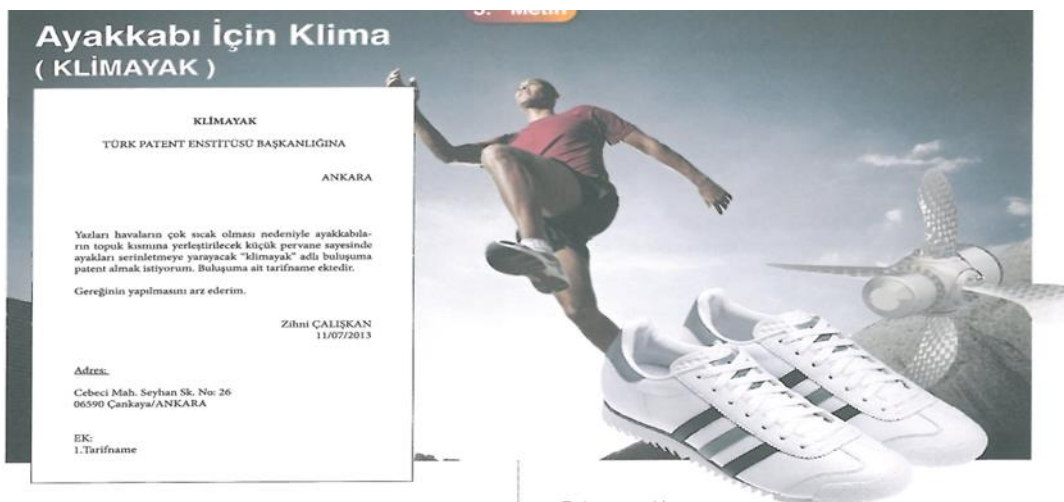 3. Metin
Ayakkabı İçin Klima
( KLİMAYAK )
KLİMAYAK
TÜRK PATENT ENSTİTÜSÜ BAŞKANLIĞINA
ANKARA
Yazları havaların çok sıcak olması nedeniyle ayakkabıla-
rın topuk kısmına yerleştirilecek küçük pervane sayesinde
ayakları serinletmeye yarayacak "klimayak" adlı buluşuma
patent almak istiyorum. Buluşuma ait tarifname ektedir.
Gereğinin yapılmasını arz ederim.
Zihni ÇALIŞKAN
11/07/2013
Adres:
Cebeci Mah. Seyhan Sk. No: 26
06590 Çankaya/ANKARA
EK:
1.Tarifname